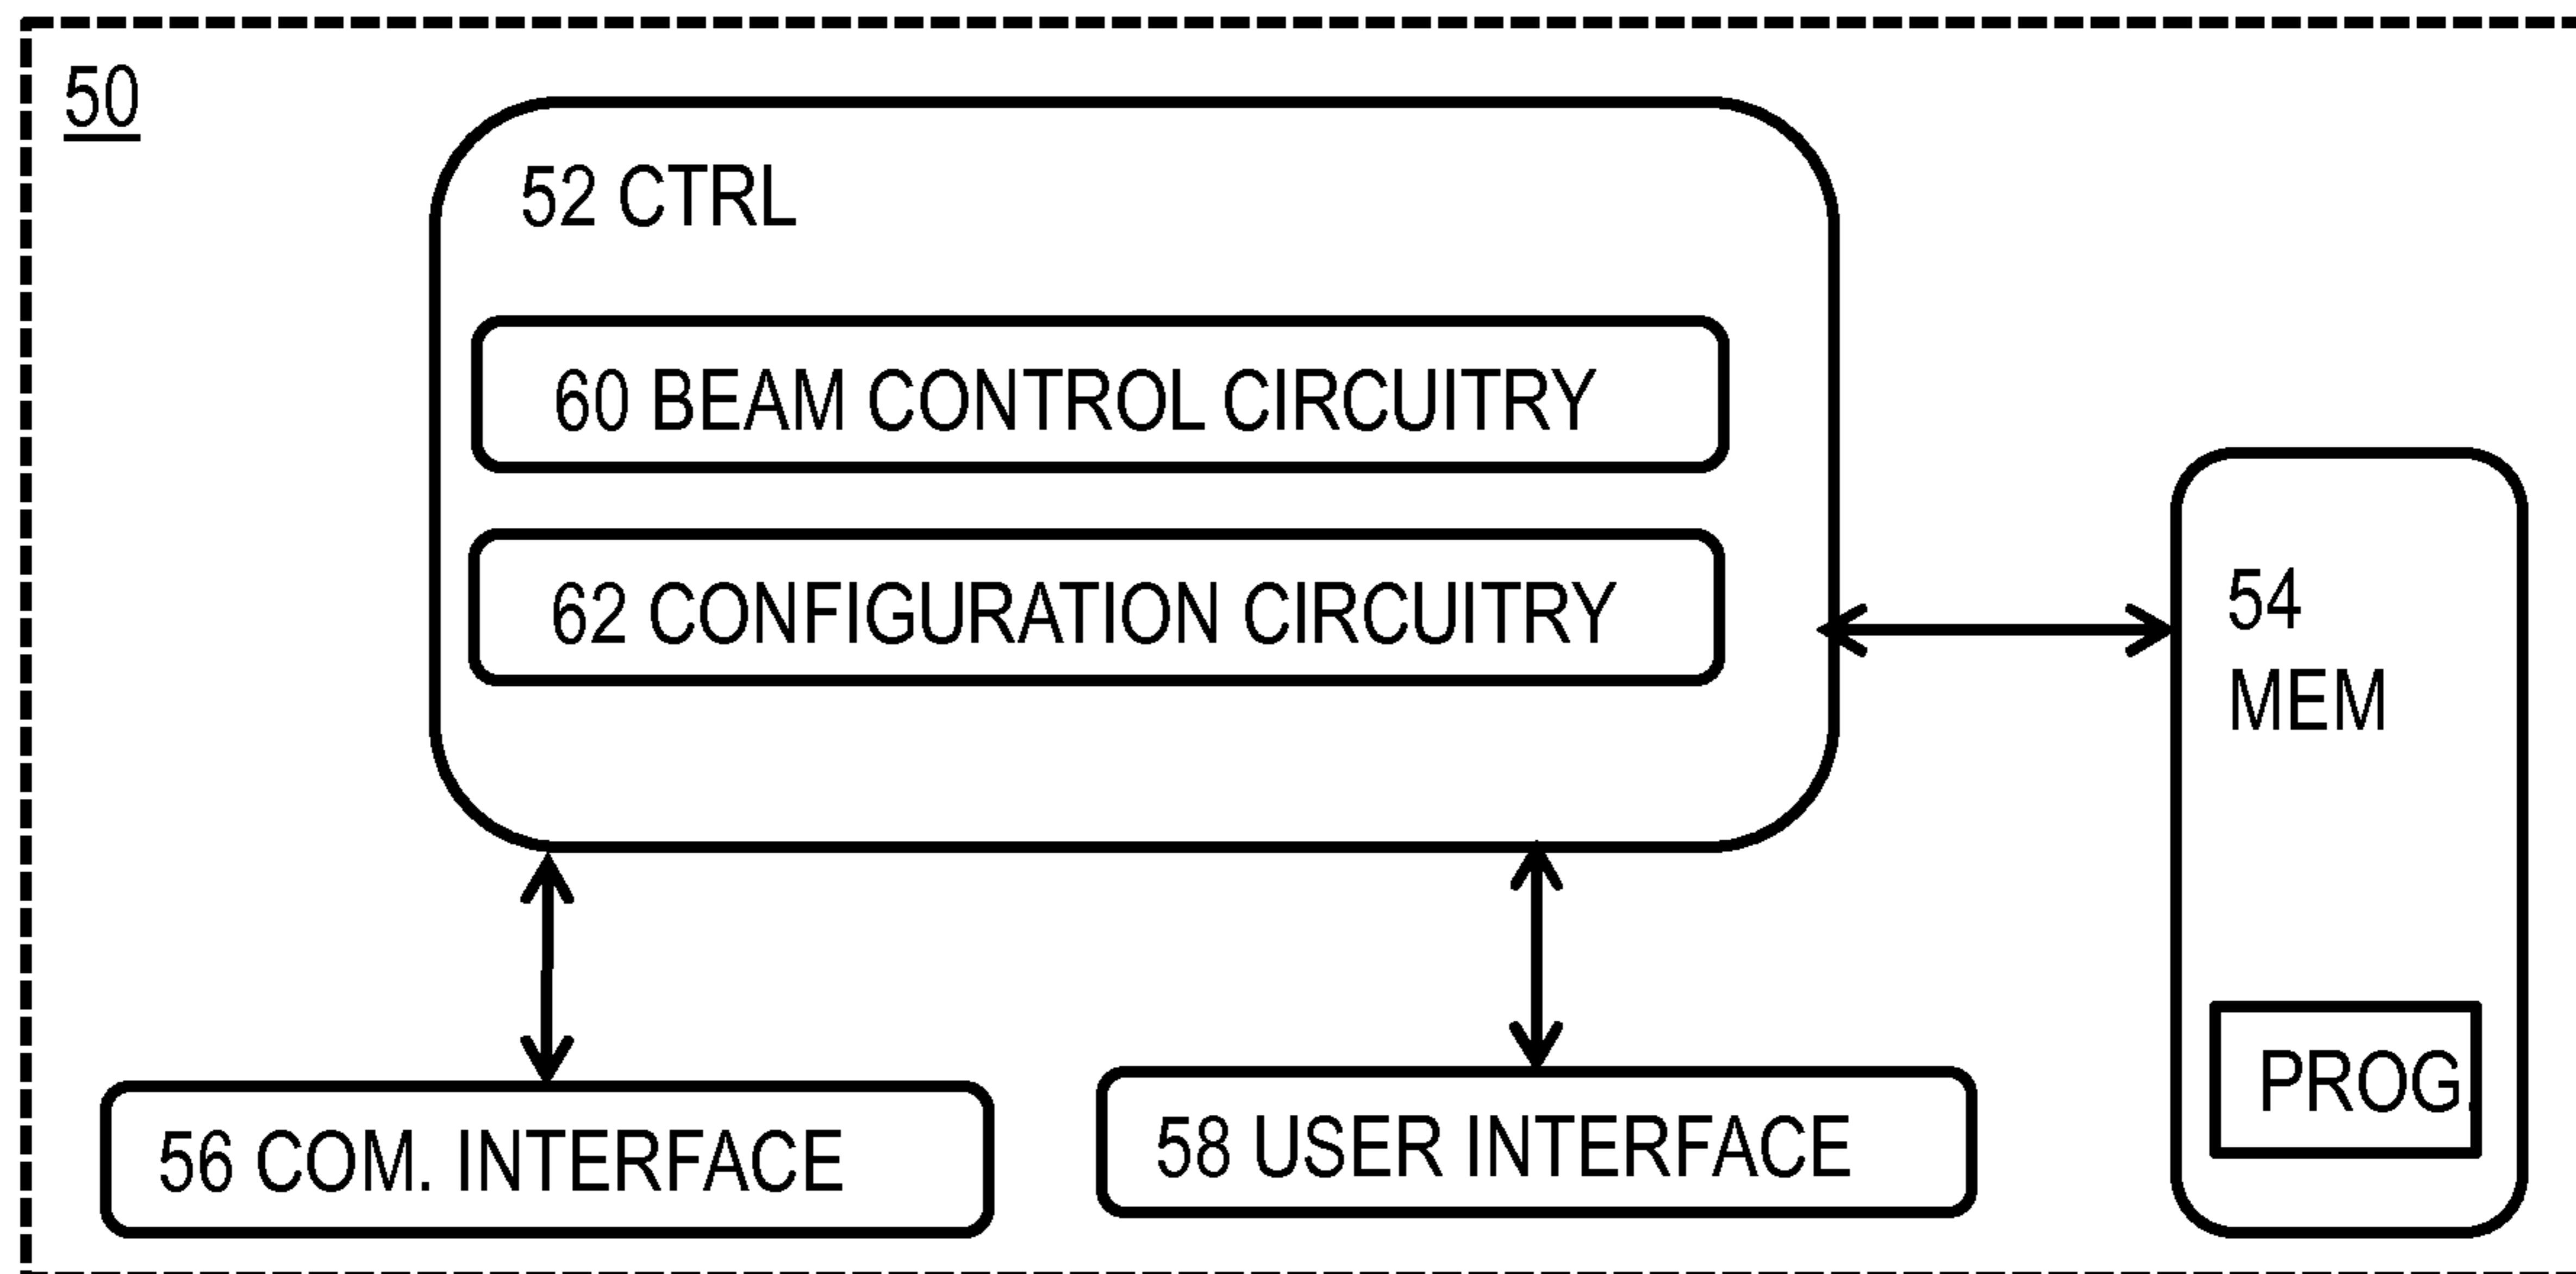 50
52 CTRL
60 BEAM CONTROL CIRCUITRY
62 CONFIGURATION CIRCUITRY
54
MEM
PROG.
56 COM. INTERFACE
58 USER INTERFACE